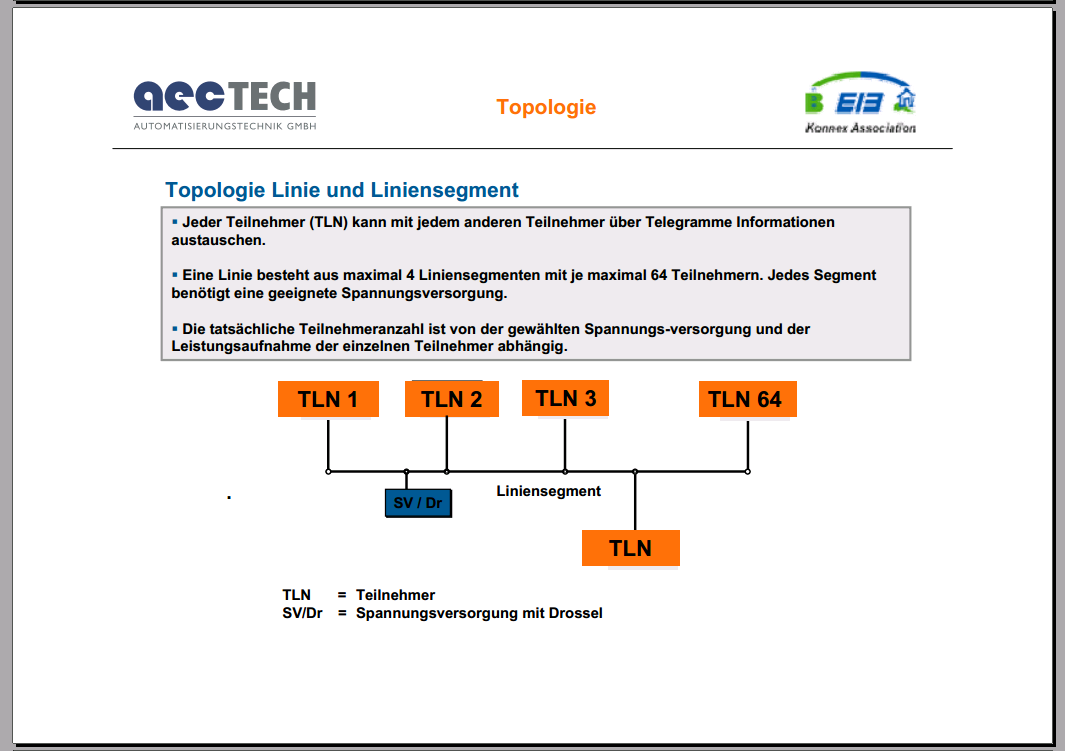 aecTECH
AUTOMATISIERUNGSTECHNIK GMBH
Topologie
B EIB
Konnex Association
Topologie Linie und Liniensegment
▪ Jeder Teilnehmer (TLN) kann mit jedem anderen Teilnehmer über Telegramme Informationen
austauschen.
▪ Eine Linie besteht aus maximal 4 Liniensegmenten mit je maximal 64 Teilnehmern. Jedes Segment
benötigt eine geeignete Spannungsversorgung.
▪ Die tatsächliche Teilnehmeranzahl ist von der gewählten Spannungs-versorgung und der
Leistungsaufnahme der einzelnen Teilnehmer abhängig.
TLN 1
TLN 2
TLN 3
TLN 64
SV / Dr
Liniensegment
.
TLN
TLN = Teilnehmer
SV/Dr = Spannungsversorgung mit Drossel